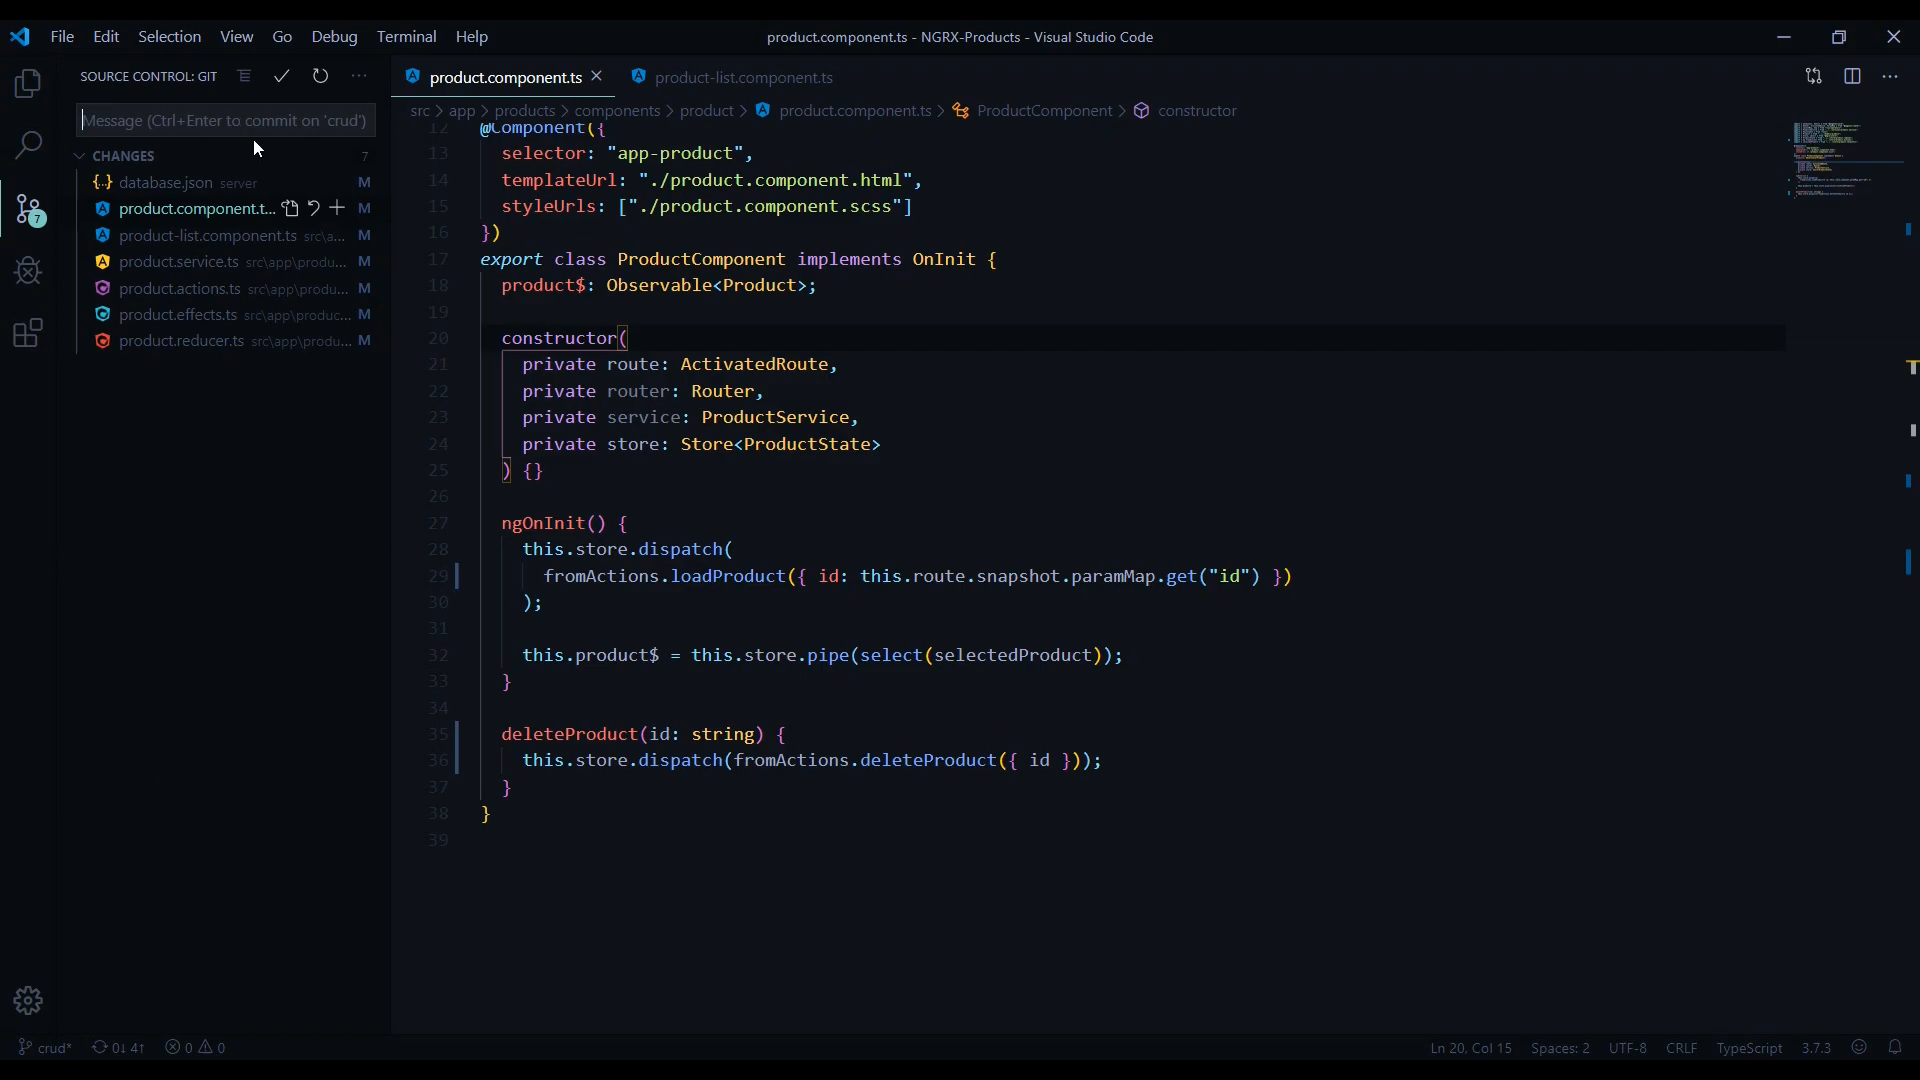 File Edit Selection View Go Debug Terminal Help
product.component.ts - NGRX-Products - Visual Studio Code
SOURCE CONTROL: GIT
Message (Ctrl+Enter to commit on 'crud')
CHANGES 7
database.json server M
product.component.t... M
product-list.component.ts src\a... M
product.service.ts src\app\produ... M
product.actions.ts src\app\produ... M
product.effects.ts src\app\produc... M
product.reducer.ts src\app\produ... M
7
product.component.ts product-list.component.ts
src > app > products > components > product > product.component.ts > ProductComponent > constructor
12 @Component({
13 selector: "app-product",
14 templateUrl: "./product.component.html",
15 styleUrls: ["./product.component.scss"]
16 })
17 export class ProductComponent implements OnInit {
18 product$: Observable<Product>;
19
20 constructor(
21 private route: ActivatedRoute,
22 private router: Router,
23 private service: ProductService,
24 private store: Store<ProductState>
25 ) {}
26
27 ngOnInit() {
28 this.store.dispatch(
29 fromActions.loadProduct({ id: this.route.snapshot.paramMap.get("id") })
30 );
31
32 this.product$ = this.store.pipe(select(selectedProduct));
33 }
34
35 deleteProduct(id: string) {
36 this.store.dispatch(fromActions.deleteProduct({ id }));
37 }
38 }
39
crud* 0↓ 4↑ 0 0
Ln 20, Col 15 Spaces: 2 UTF-8 CRLF TypeScript 3.7.3